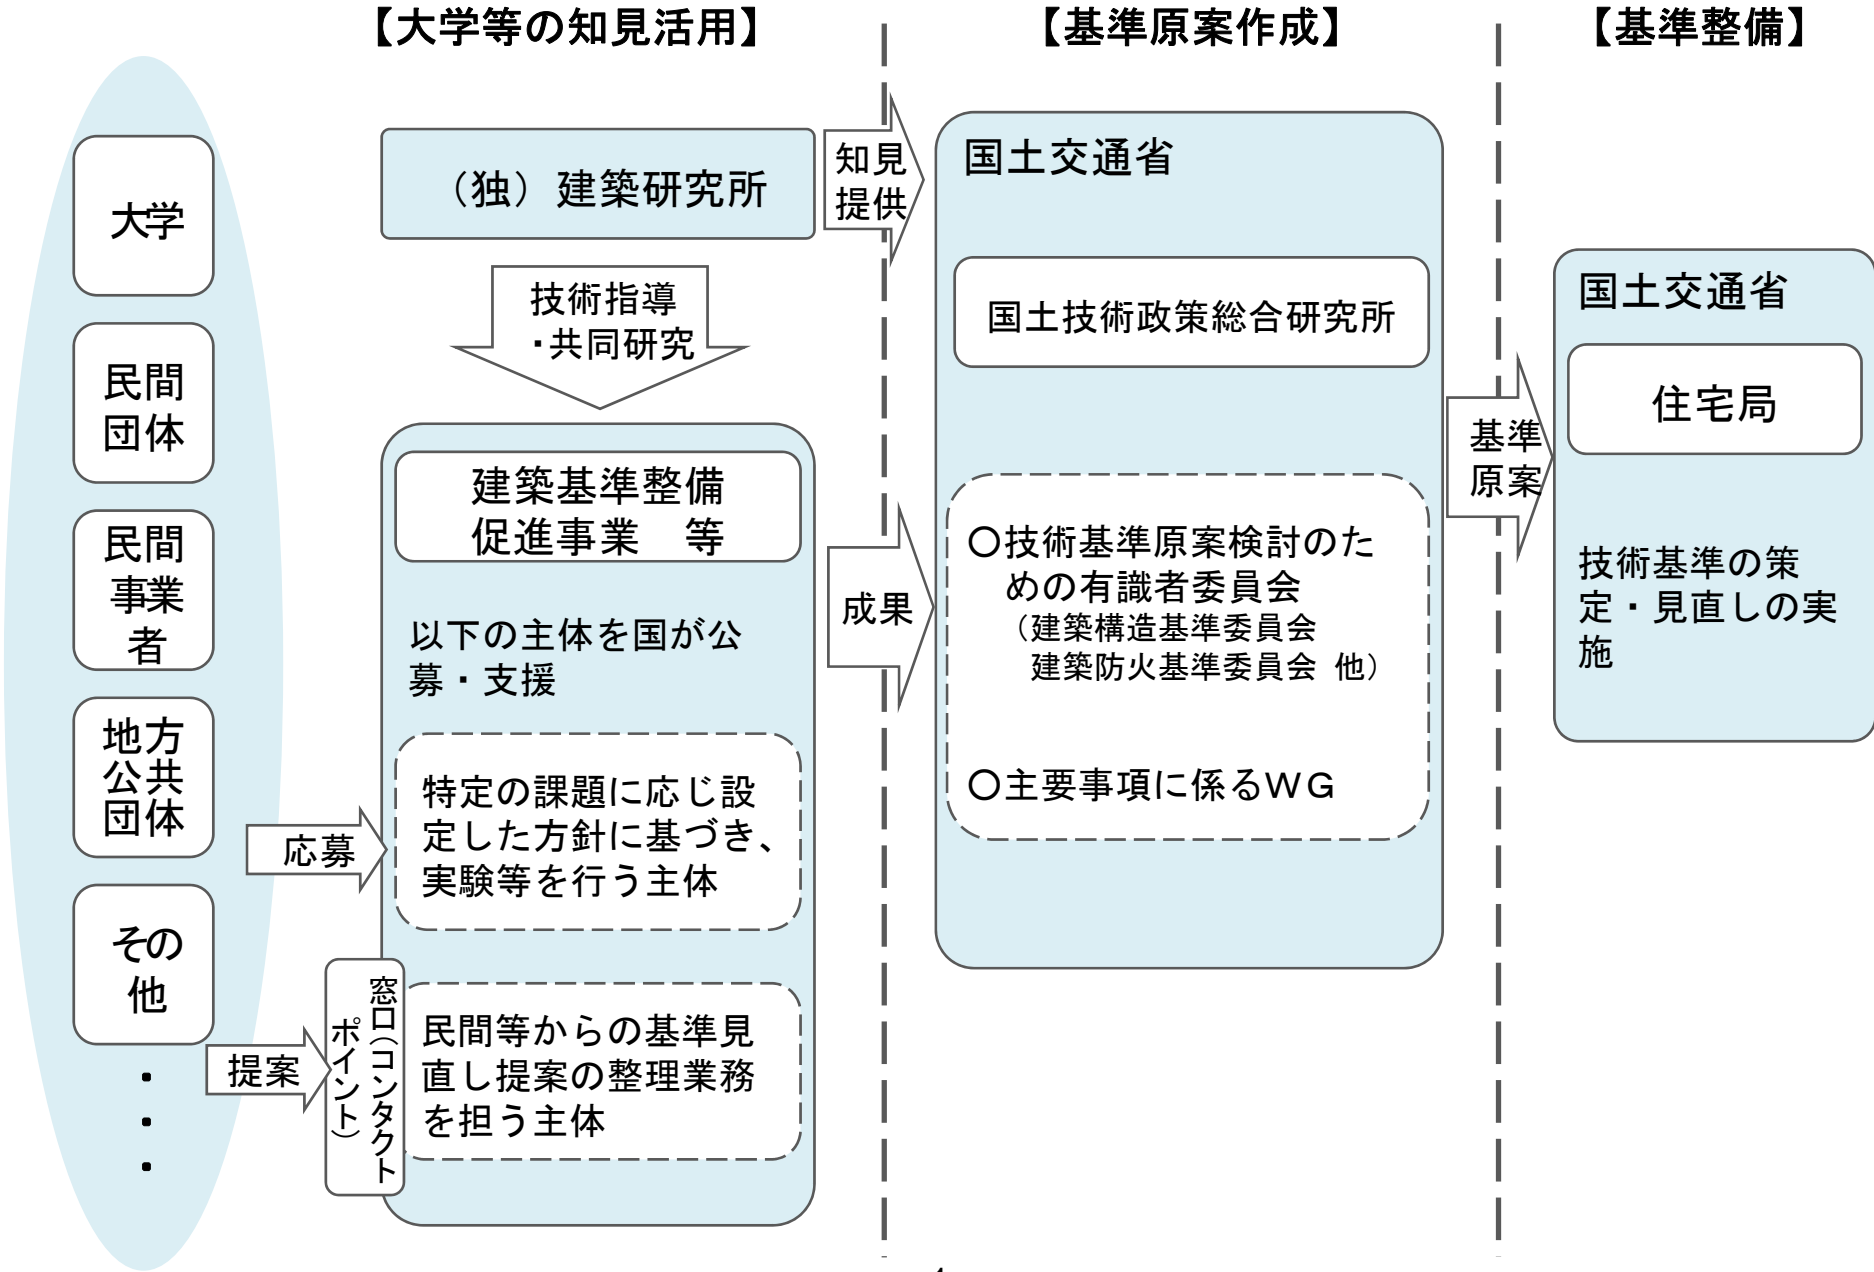 【大学等の知見活用】
【基準原案作成】
【基準整備】
大学
民間
団体
民間
事業
者
地方
公共
団体
その
他
・
・
・
応募
提案
（独）建築研究所
技術指導
・共同研究
建築基準整備
促進事業　等
以下の主体を国が公
募・支援
特定の課題に応じ設
定した方針に基づき、
実験等を行う主体
窓口（コンタクト
ポイント）
民間等からの基準見
直し提案の整理業務
を担う主体
知見
提供
成果
国土交通省
国土技術政策総合研究所
〇技術基準原案検討のた
めの有識者委員会
（建築構造基準委員会
建築防火基準委員会 他）
〇主要事項に係るＷＧ
基準
原案
国土交通省
住宅局
技術基準の策
定・見直しの実
施